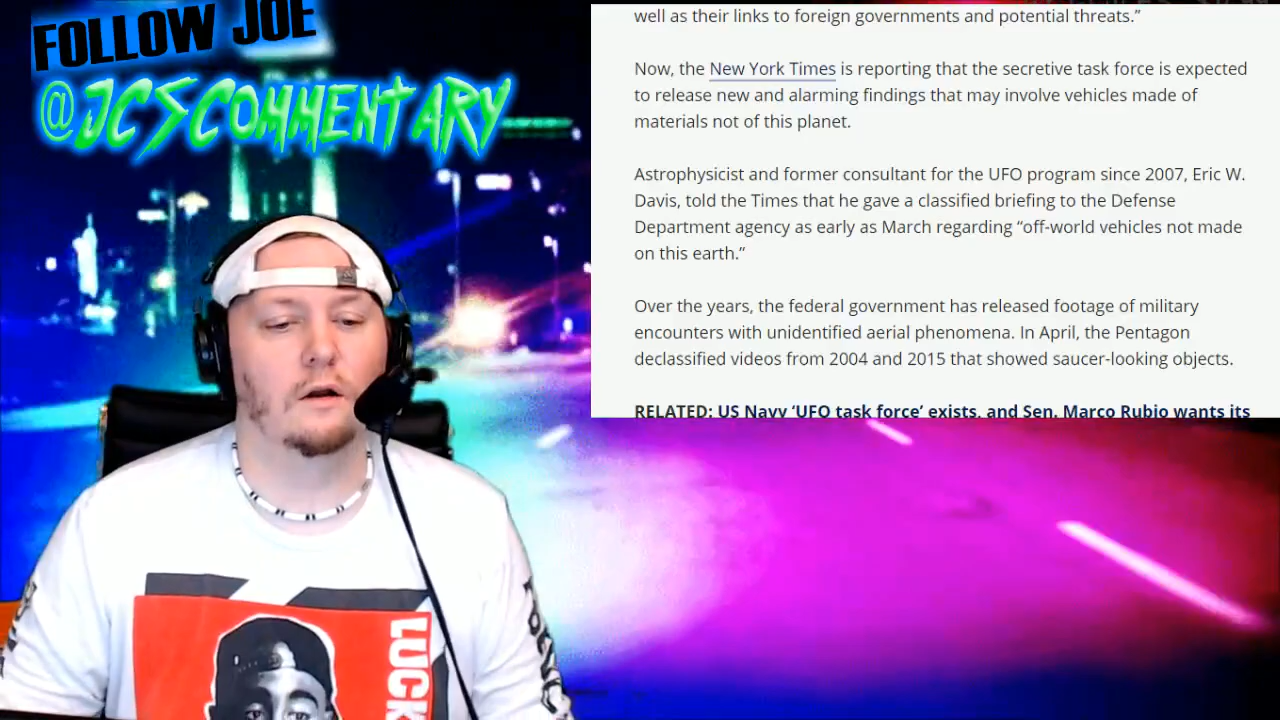 FOLLOW JOE
@JCSCOMMENTARY
well as their links to foreign governments and potential threats.”
Now, the New York Times is reporting that the secretive task force is expected
to release new and alarming findings that may involve vehicles made of
materials not of this planet.
Astrophysicist and former consultant for the UFO program since 2007, Eric W.
Davis, told the Times that he gave a classified briefing to the Defense
Department agency as early as March regarding “off-world vehicles not made
on this earth.”
Over the years, the federal government has released footage of military
encounters with unidentified aerial phenomena. In April, the Pentagon
declassified videos from 2004 and 2015 that showed saucer-looking objects.
RELATED: US Navy ‘UFO task force’ exists, and Sen. Marco Rubio wants its
LUCK